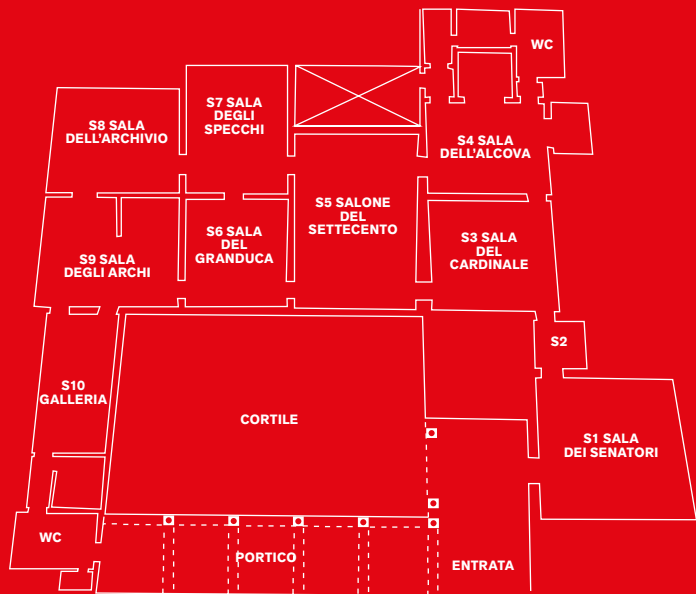 WC
S7 SALA
DEGLI
SPECCHI
S8 SALA
DELL'ARCHIVIO
S4 SALA
DELL'ALCOVA
S5 SALONE
DEL
SETTECENTO
S6 SALA
DEL
GRANDUCA
S3 SALA
DEL
CARDINALE
S9 SALA
DEGLI ARCHI
S2
S10
GALLERIA
CORTILE
S1 SALA
DEI SENATORI
WC
PORTICO
ENTRATA